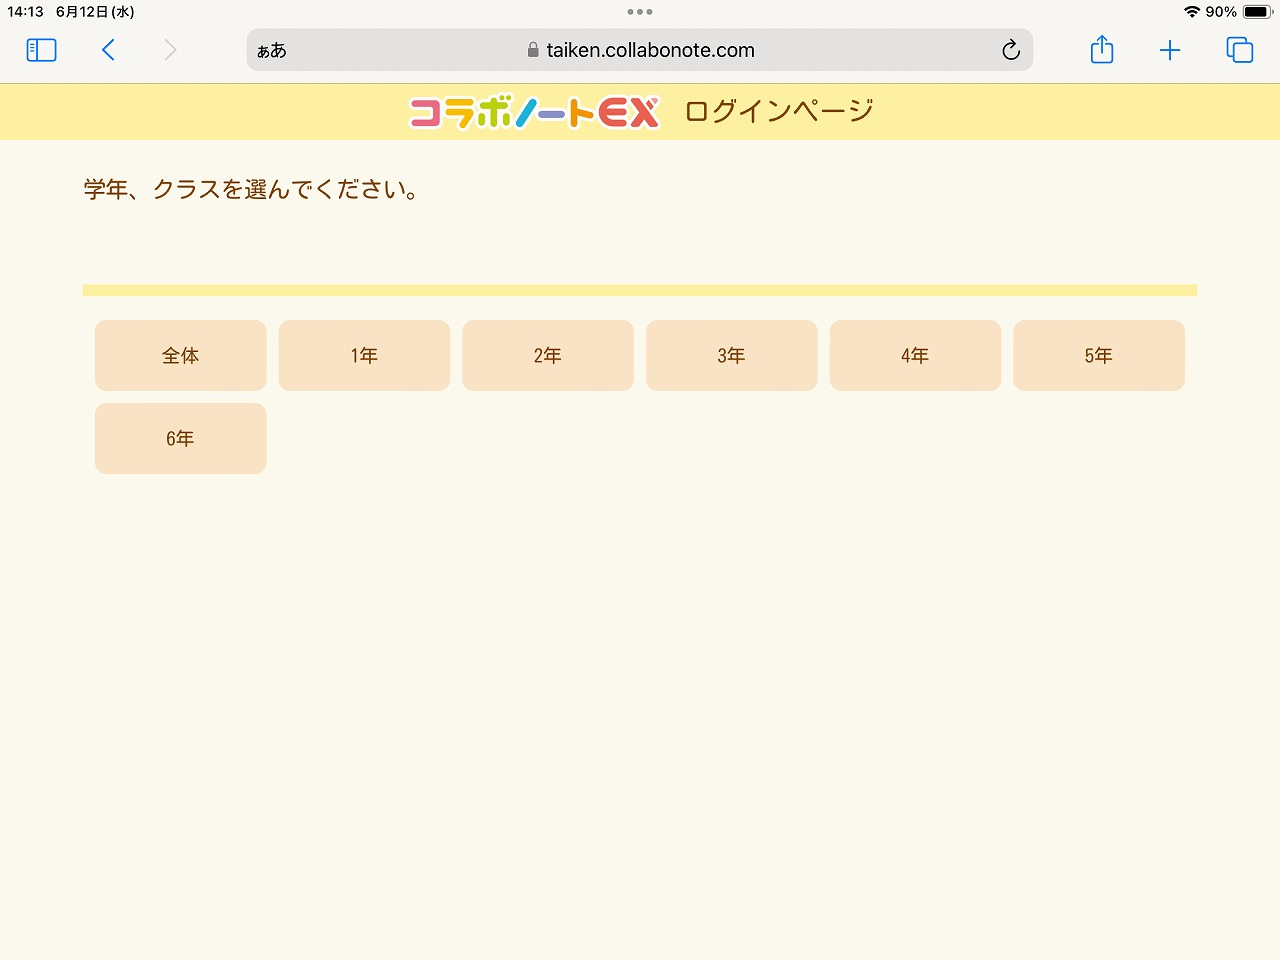 14:13 6月12日(水)
90%
ぁあ
taiken.collabonote.com
コラボノートEX ログインページ
学年、クラスを選んでください。
全体 1年 2年 3年 4年 5年
6年